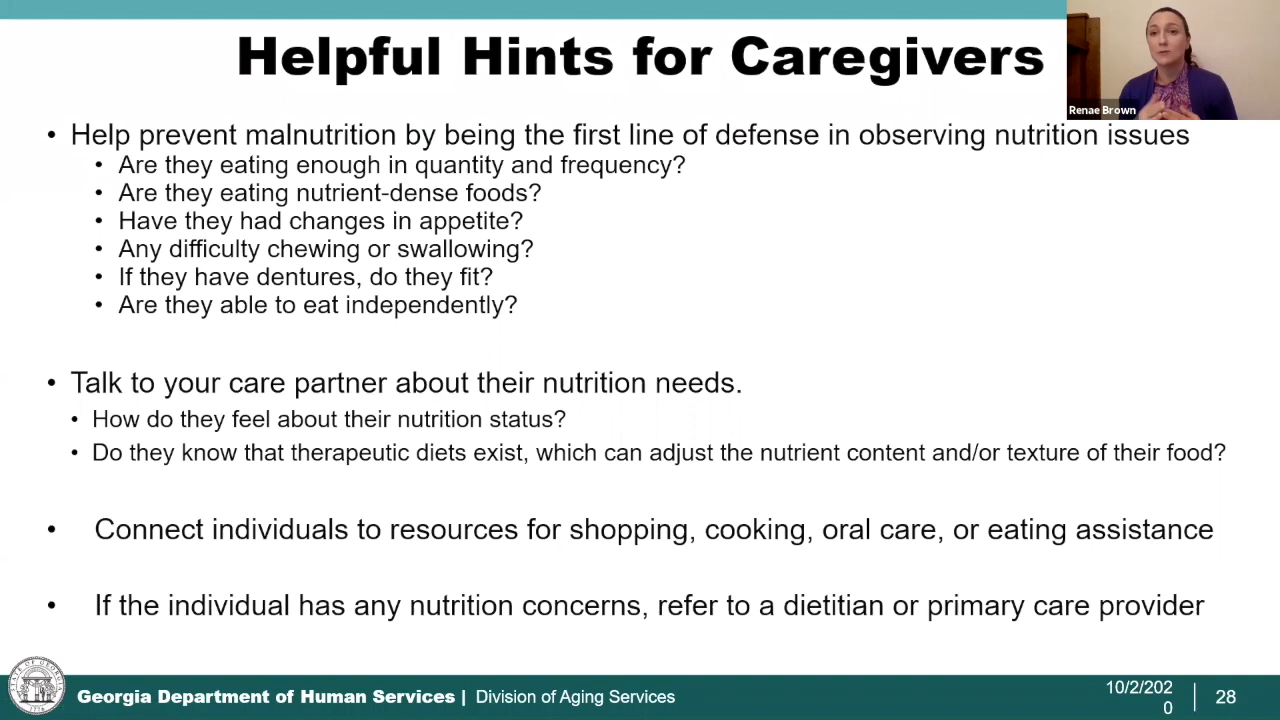 Helpful Hints for Caregivers
Renae Brown
• Help prevent malnutrition by being the first line of defense in observing nutrition issues
• Are they eating enough in quantity and frequency?
• Are they eating nutrient-dense foods?
• Have they had changes in appetite?
• Any difficulty chewing or swallowing?
• If they have dentures, do they fit?
• Are they able to eat independently?
• Talk to your care partner about their nutrition needs.
• How do they feel about their nutrition status?
• Do they know that therapeutic diets exist, which can adjust the nutrient content and/or texture of their food?
• Connect individuals to resources for shopping, cooking, oral care, or eating assistance
• If the individual has any nutrition concerns, refer to a dietitian or primary care provider
Georgia Department of Human Services | Division of Aging Services
10/2/202
0
28